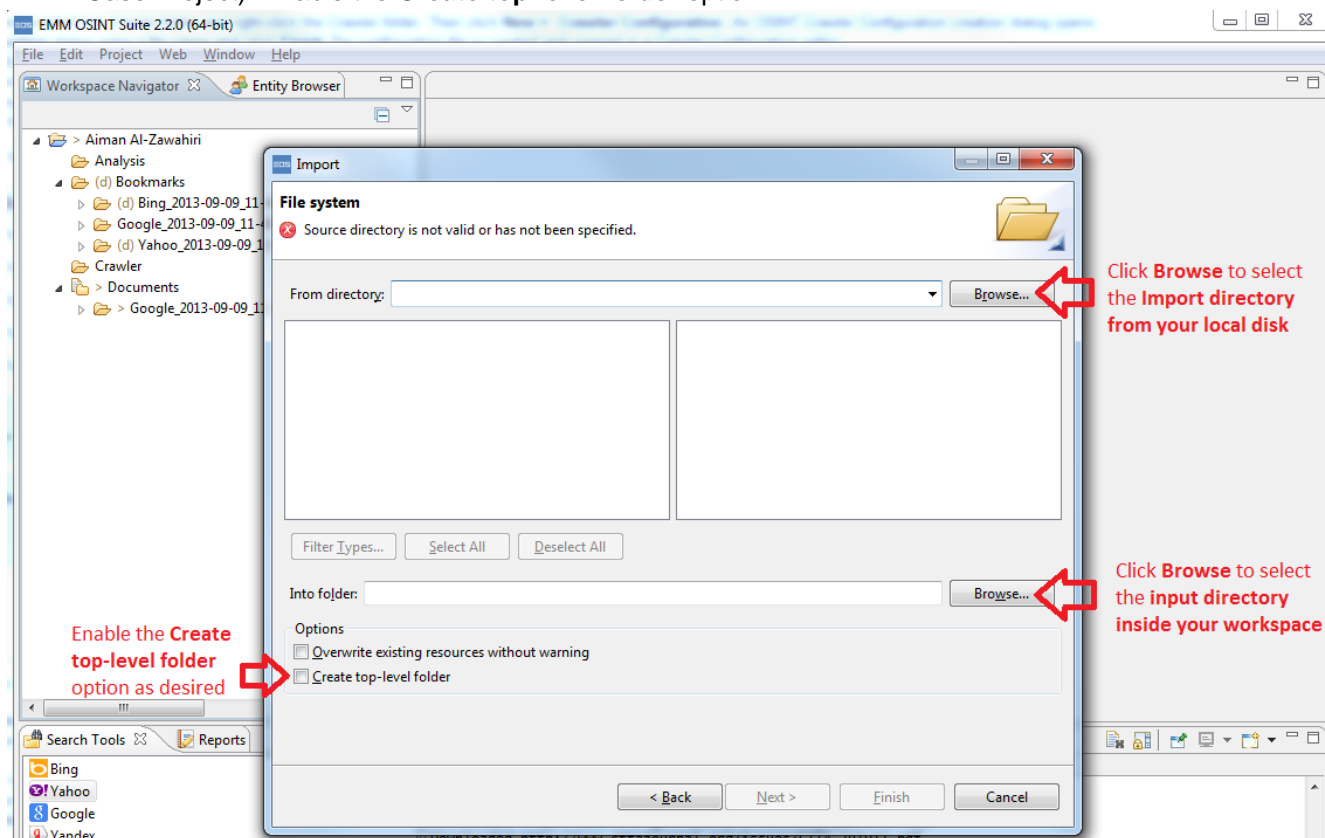 EMM OSINT Suite 2.2.0 (64-bit)
File Edit Project Web Window Help
Workspace Navigator Entity Browser
> Aiman Al-Zawahiri
Analysis
(d) Bookmarks
(d) Bing_2013-09-09_11-
Google_2013-09-09_11-4
(d) Yahoo_2013-09-09_1
Crawler
> Documents
> Google_2013-09-09_11
Import
File system
Source directory is not valid or has not been specified.
From directory:
Browse...
Click Browse to select
the Import directory
from your local disk
Filter Types... Select All Deselect All
Into folder:
Browse...
Click Browse to select
the input directory
inside your workspace
Options
Overwrite existing resources without warning
Create top-level folder
Enable the Create
top-level folder
option as desired
Search Tools Reports
Bing
Yahoo
Google
Yandex
< Back Next > Finish Cancel